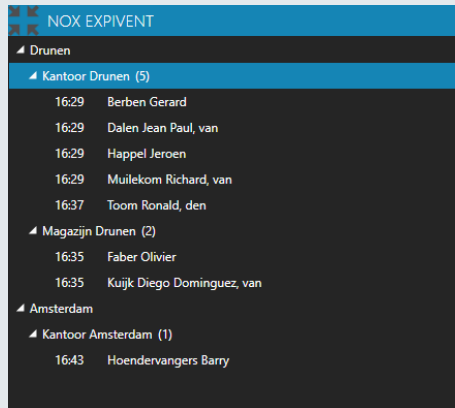 NOX EXPIVENT
Drunen
Kantoor Drunen (5)
16:29 Berben Gerard
16:29 Dalen Jean Paul, van
16:29 Happel Jeroen
16:29 Muilekom Richard, van
16:37 Toom Ronald, den
Magazijn Drunen (2)
16:35 Faber Olivier
16:35 Kuijk Diego Dominguez, van
Amsterdam
Kantoor Amsterdam (1)
16:43 Hoendervangers Barry